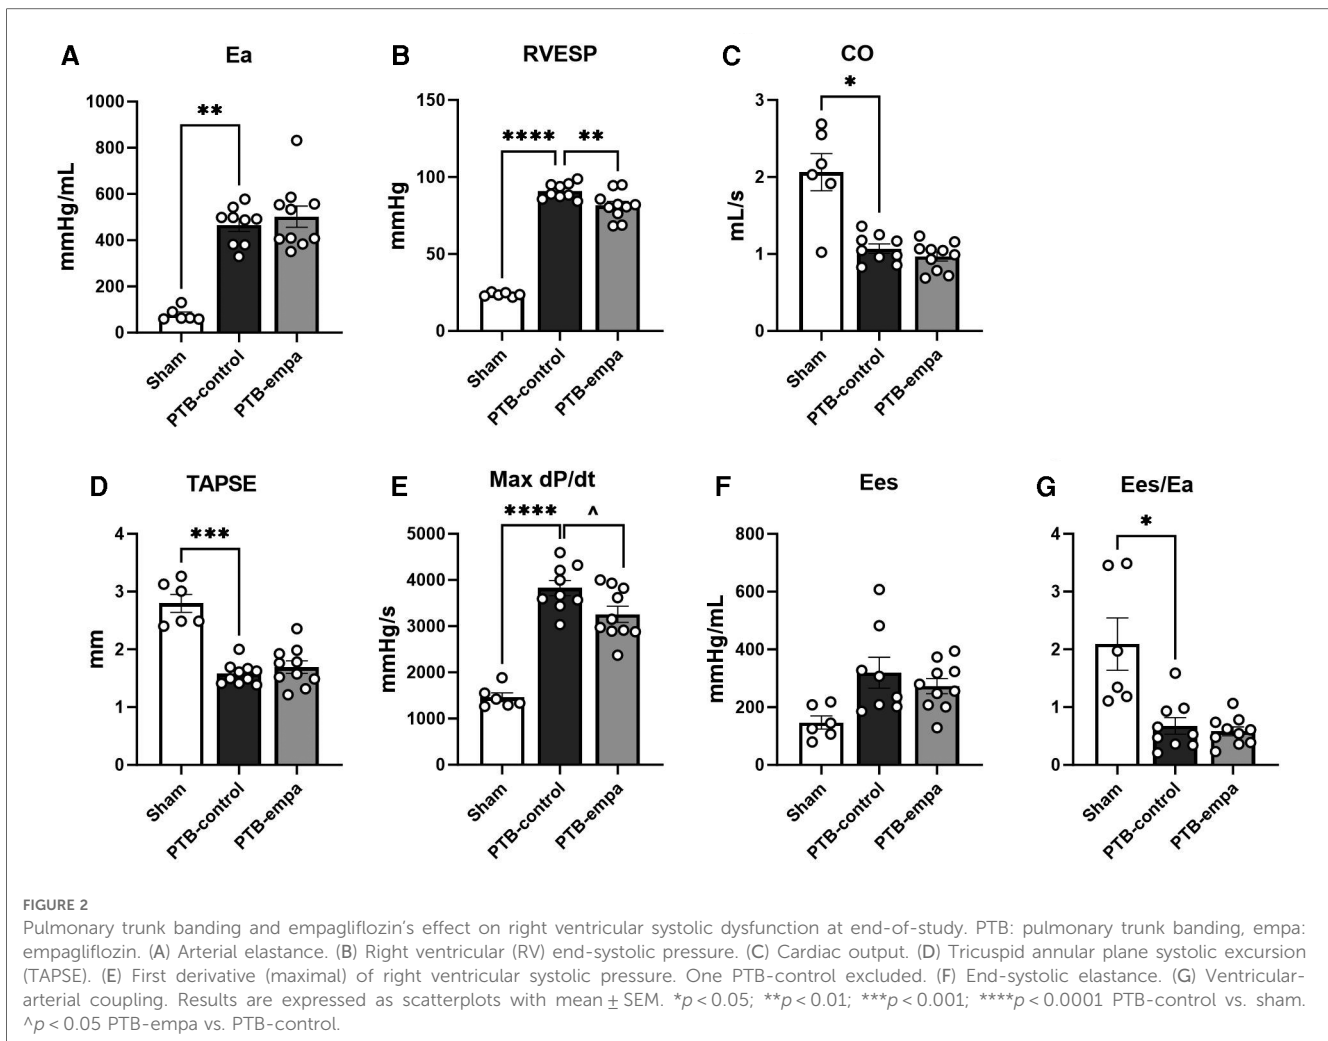 A
Ea
**
1000
800
600
400
200
0
mmHg/mL
Sham
PTB-control
PTB-empa
B
RVESP
****
**
150
100
50
0
mmHg
Sham
PTB-control
PTB-empa
C
CO
*
3
2
1
0
mL/s
Sham
PTB-control
PTB-empa
D
TAPSE
***
4
3
2
1
0
mm
Sham
PTB-control
PTB-empa
E
Max dP/dt
****
^
5000
4000
3000
2000
1000
0
mmHg/s
Sham
PTB-control
PTB-empa
F
Ees
800
600
400
200
0
mmHg/mL
Sham
PTB-control
PTB-empa
G
Ees/Ea
*
4
3
2
1
0
Sham
PTB-control
PTB-empa
FIGURE 2
Pulmonary trunk banding and empagliflozin's effect on right ventricular systolic dysfunction at end-of-study. PTB: pulmonary trunk banding, empa:
empagliflozin. (A) Arterial elastance. (B) Right ventricular (RV) end-systolic pressure. (C) Cardiac output. (D) Tricuspid annular plane systolic excursion
(TAPSE). (E) First derivative (maximal) of right ventricular systolic pressure. One PTB-control excluded. (F) End-systolic elastance. (G) Ventricular-
arterial coupling. Results are expressed as scatterplots with mean ± SEM. *p < 0.05; **p < 0.01; ***p < 0.001; ****p < 0.0001 PTB-control vs. sham.
^p < 0.05 PTB-empa vs. PTB-control.